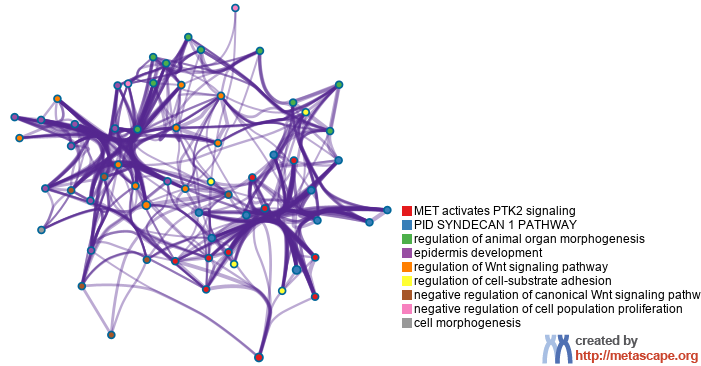 MET activates PTK2 signaling
PID SYNDECAN 1 PATHWAY
regulation of animal organ morphogenesis
epidermis development
regulation of Wnt signaling pathway
regulation of cell-substrate adhesion
negative regulation of canonical Wnt signaling pathw
negative regulation of cell population proliferation
cell morphogenesis
created by
http://metascape.org